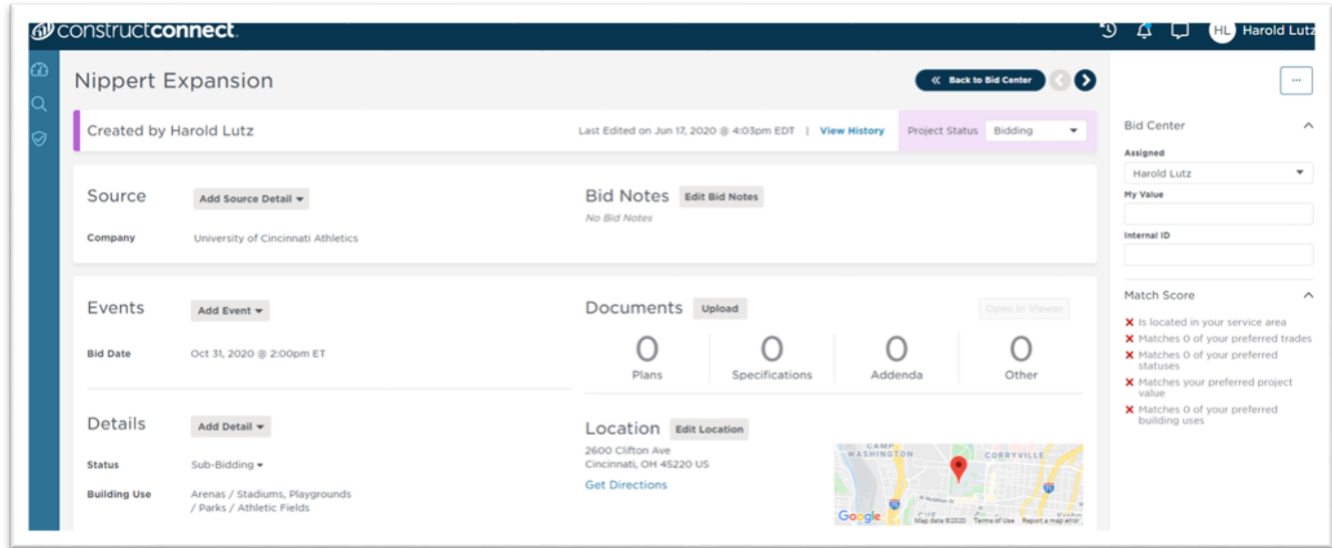 constructconnect.
HL Harold Lutz
Nippert Expansion
Back to Bid Center
Created by Harold Lutz
Last Edited on Jun 17, 2020 @ 4:03pm EDT | View History
Project Status Bidding
Source
Add Source Detail
Company University of Cincinnati Athletics
Bid Notes Edit Bid Notes
No Bid Notes
Events Add Event
Bid Date Oct 31, 2020 @ 2:00pm ET
Documents Upload
Open in Viewer
0 0 0 0
Plans Specifications Addenda Other
Details Add Detail
Status Sub-Bidding
Building Use Arenas / Stadiums, Playgrounds
/ Parks / Athletic Fields
Location Edit Location
2600 Clifton Ave
Cincinnati, OH 45220 US
Get Directions
CAMP
WASHINGTON
CORRYVILLE
Google
Map data ©2020 Terms of Use Report a map error
...
Bid Center
Assigned
Harold Lutz
My Value
Internal ID
Match Score
Is located in your service area
Matches 0 of your preferred trades
Matches 0 of your preferred
statuses
Matches your preferred project
value
Matches 0 of your preferred
building uses